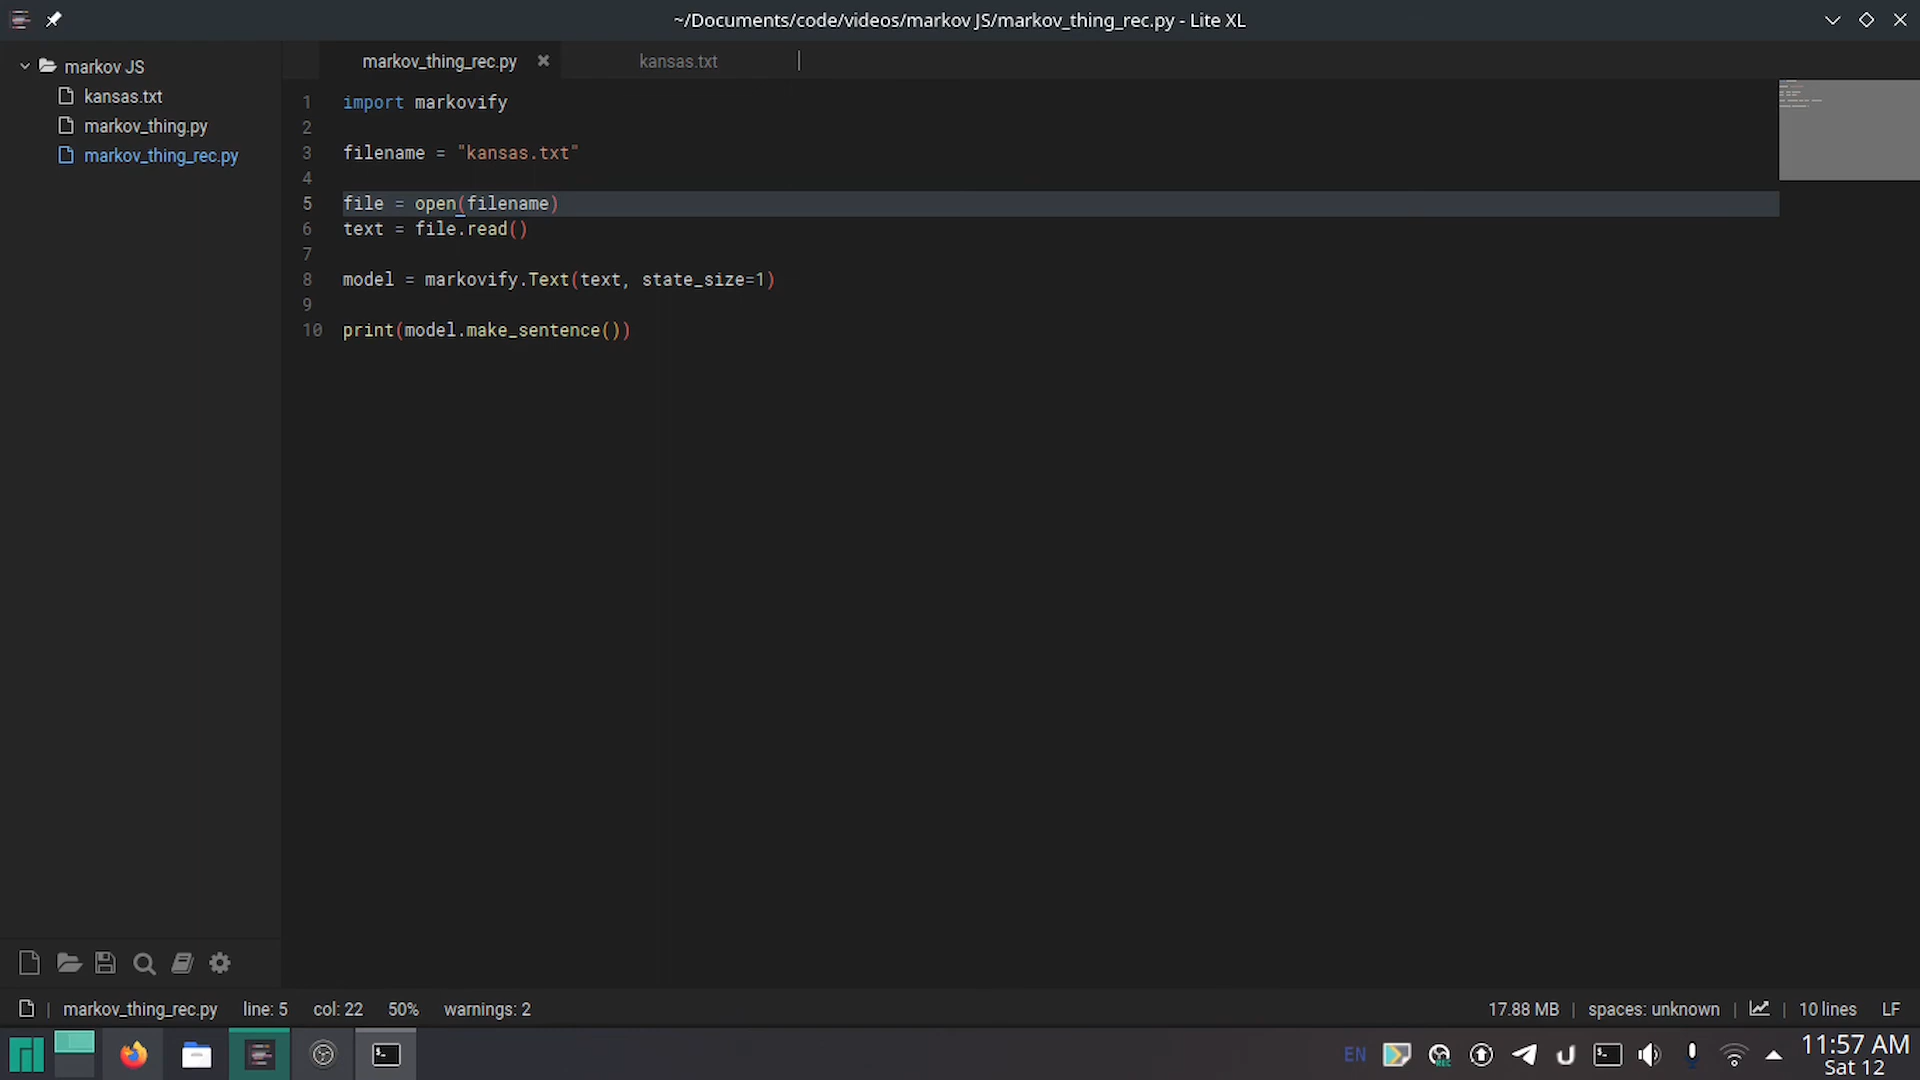 ~/Documents/code/videos/markov JS/markov_thing_rec.py - Lite XL
markov JS
kansas.txt
markov_thing.py
markov_thing_rec.py
markov_thing_rec.py
kansas.txt
1 import markovify
2
3 filename = "kansas.txt"
4
5 file = open(filename)
6 text = file.read()
7
8 model = markovify.Text(text, state_size=1)
9
10 print(model.make_sentence())
markov_thing_rec.py line: 5 col: 22 50% warnings: 2
17.88 MB | spaces: unknown | 10 lines LF
EN
REC
11:57 AM
Sat 12